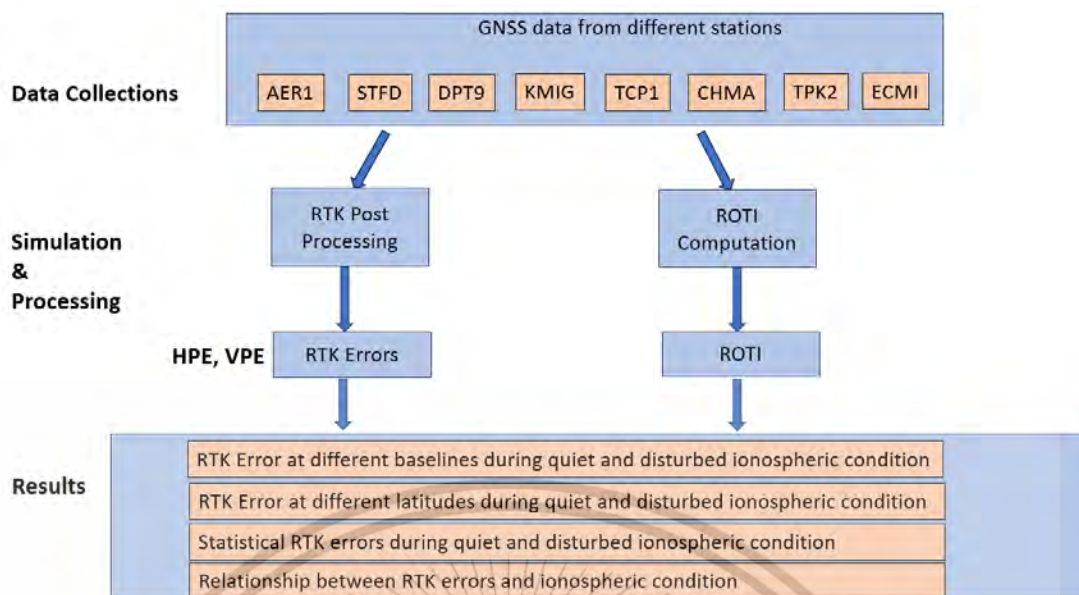 GNSS data from different stations
Data Collections
AER1 STFD DPT9 KMIG TCP1 CHMA TPK2 ECMI
RTK Post
Processing
ROTI
Computation
Simulation
&
Processing
HPE, VPE
RTK Errors
ROTI
Results
RTK Error at different baselines during quiet and disturbed ionospheric condition
RTK Error at different latitudes during quiet and disturbed ionospheric condition
Statistical RTK errors during quiet and disturbed ionospheric condition
Relationship between RTK errors and ionospheric condition